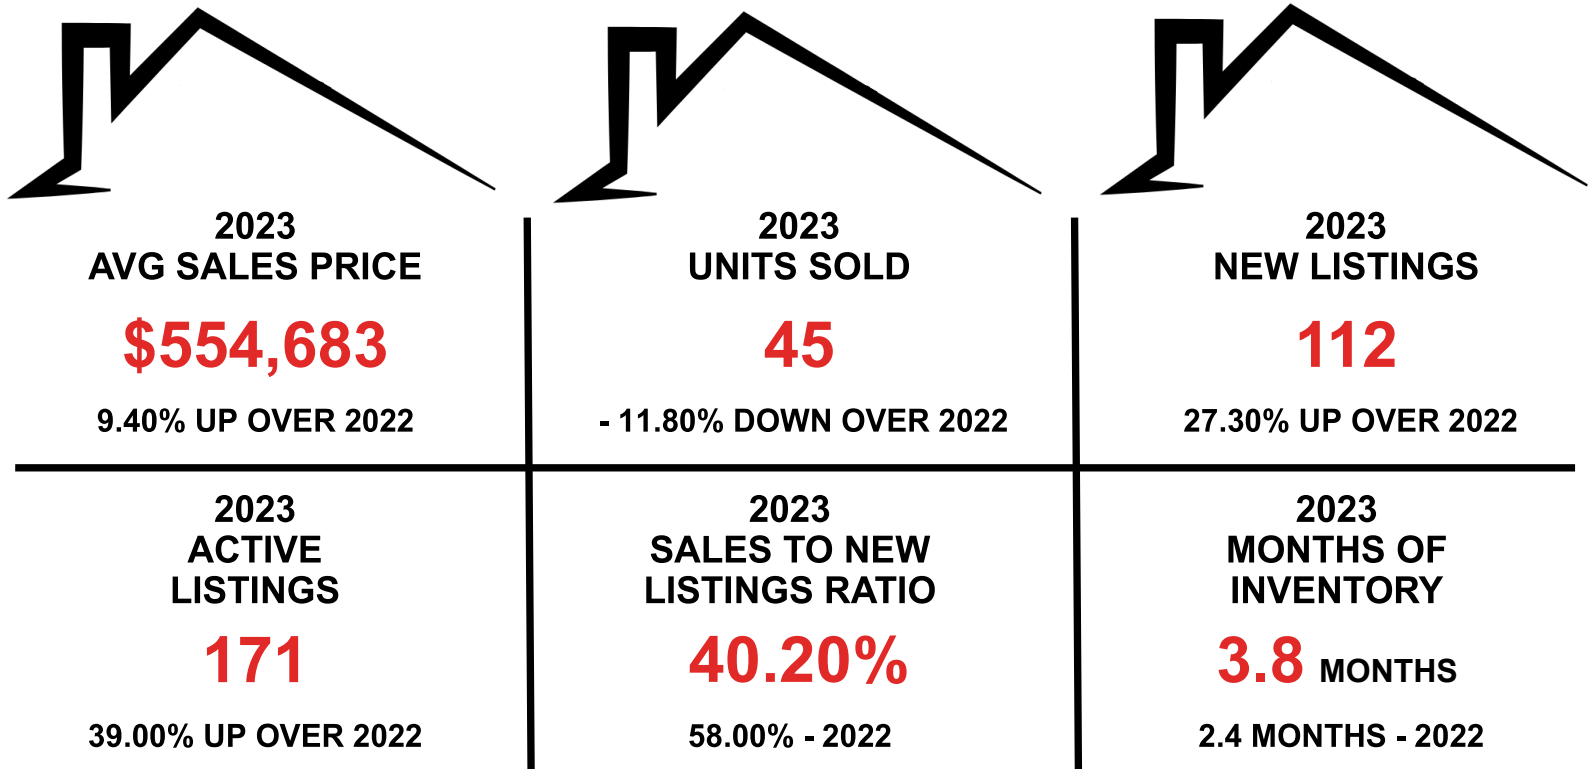 2023
AVG SALES PRICE
$554,683
9.40% UP OVER 2022
2023
UNITS SOLD
45
- 11.80% DOWN OVER 2022
2023
NEW LISTINGS
112
27.30% UP OVER 2022
2023
ACTIVE
LISTINGS
171
39.00% UP OVER 2022
2023
SALES TO NEW
LISTINGS RATIO
40.20%
58.00% - 2022
2023
MONTHS OF
INVENTORY
3.8 MONTHS
2.4 MONTHS - 2022